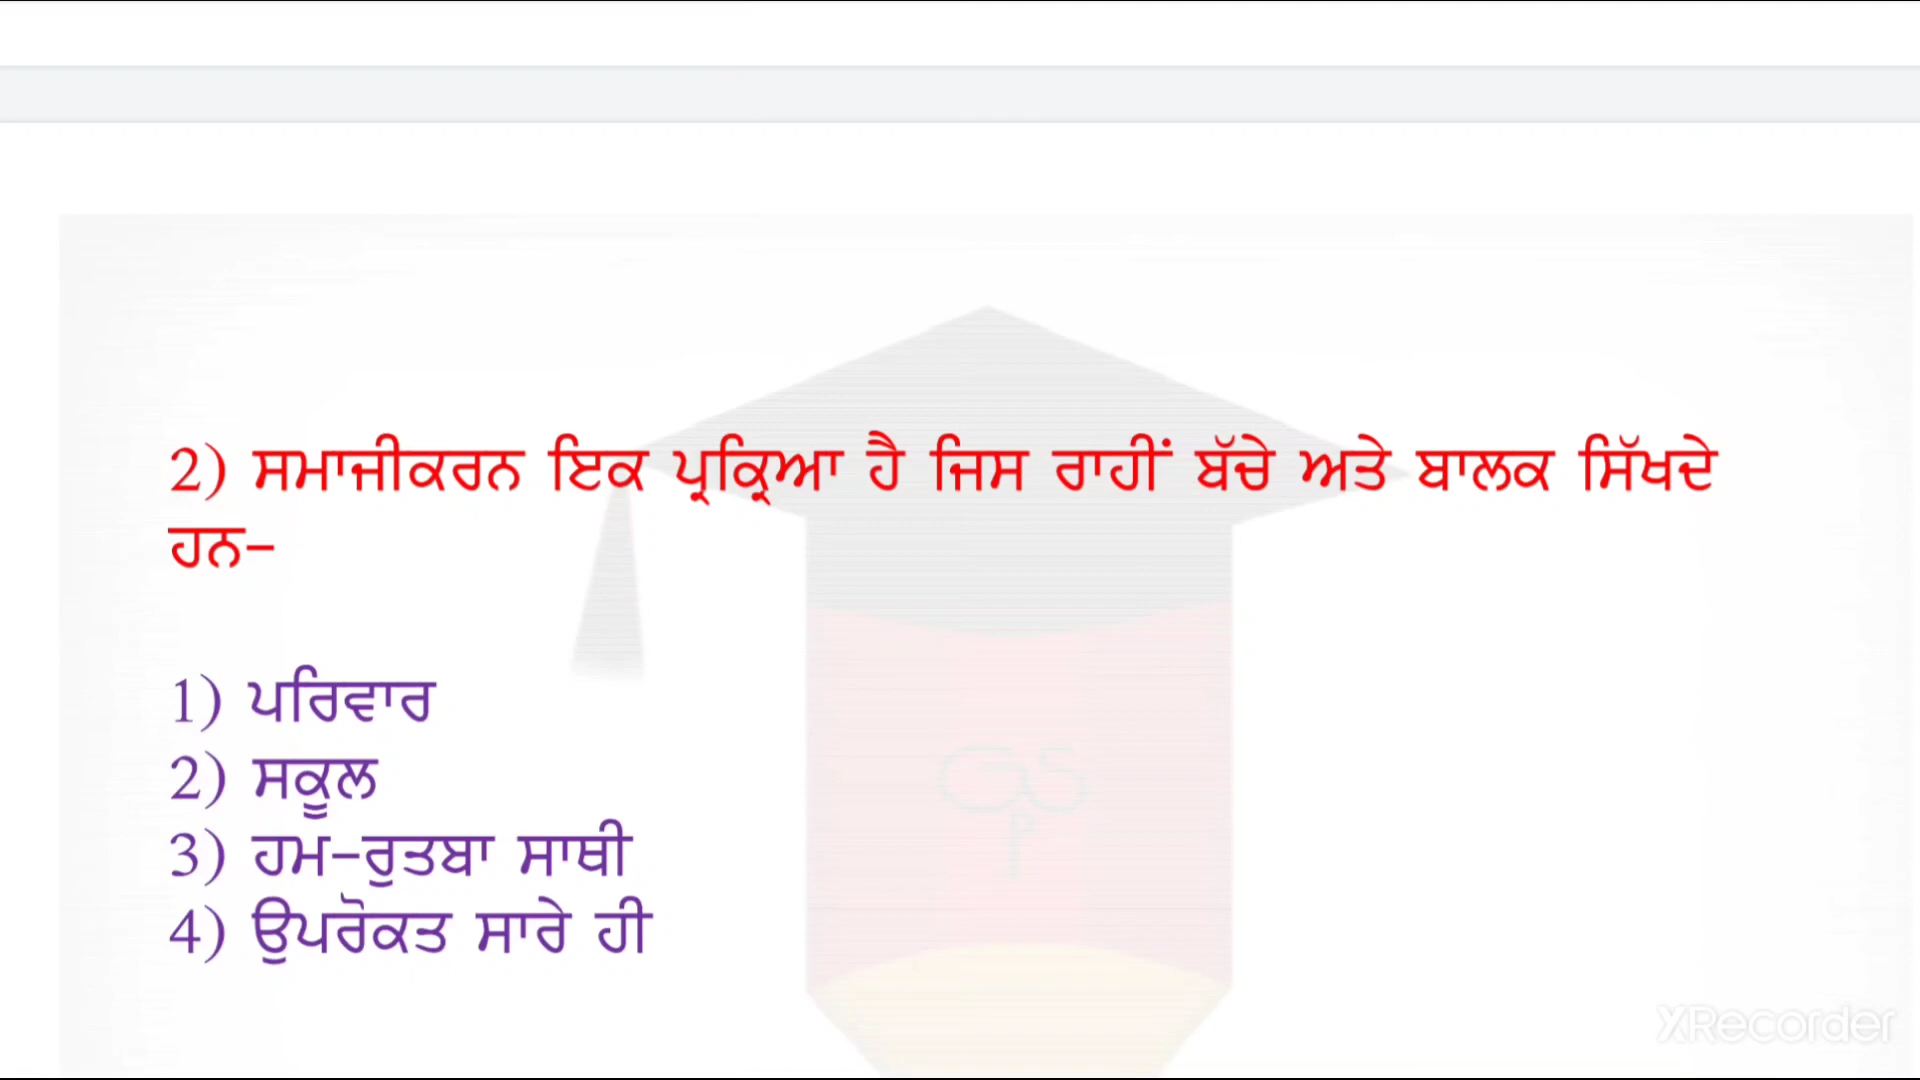 2) ਸਮਾਜੀਕਰਨ ਇਕ ਪ੍ਰਕ੍ਰਿਆ ਹੈ ਜਿਸ ਰਾਹੀਂ ਬੱਚੇ ਅਤੇ ਬਾਲਕ ਸਿੱਖਦੇ
ਹਨ-
1) ਪਰਿਵਾਰ
2) ਸਕੂਲ
3) ਹਮ-ਰੁਤਬਾ ਸਾਥੀ
4) ਉਪਰੋਕਤ ਸਾਰੇ ਹੀ
GS
P
XRecorder